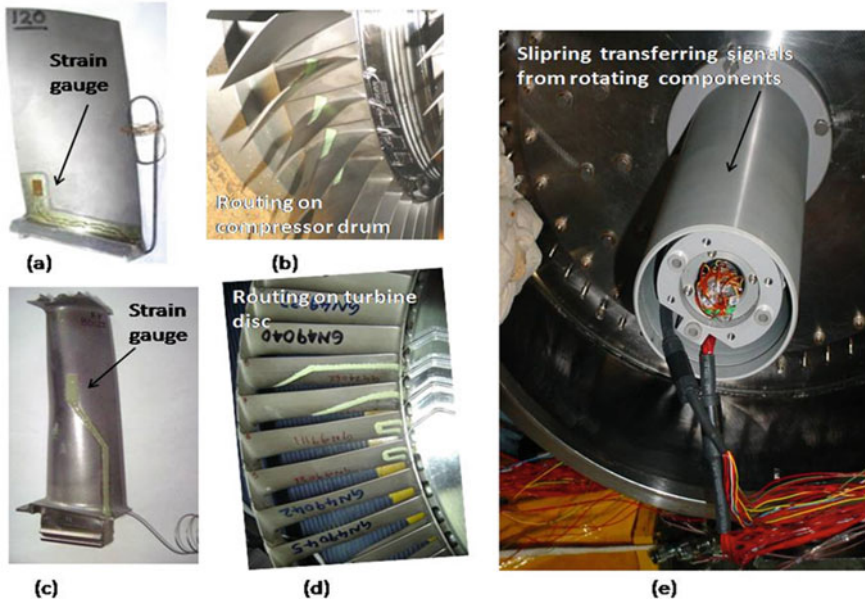 120
Strain
gauge
(a)
Routing on
compressor drum
(b)
Strain
gauge
(c)
Routing on turbine
disc
GN49040
GN49042
GN49045
(d)
Slipring transferring signals
from rotating components
(e)